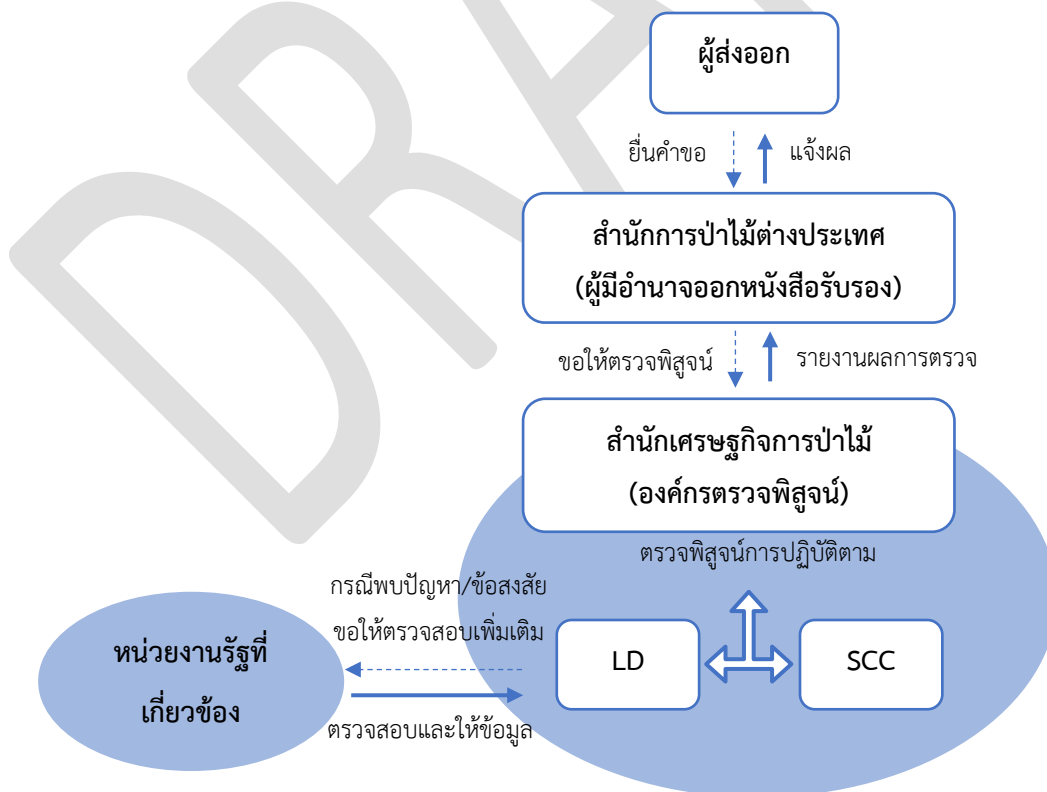 DRA
ผู้ส่งออก
ยื่นคำขอ
แจ้งผล
สำนักการป่าไม้ต่างประเทศ
(ผู้มีอำนาจออกหนังสือรับรอง)
ขอให้ตรวจพิสูจน์
รายงานผลการตรวจ
สำนักเศรษฐกิจการป่าไม้
(องค์กรตรวจพิสูจน์)
ตรวจพิสูจน์การปฏิบัติตาม
กรณีพบปัญหา/ข้อสงสัย
ขอให้ตรวจสอบเพิ่มเติม
LD
SCC
หน่วยงานรัฐที่
เกี่ยวข้อง
ตรวจสอบและให้ข้อมูล